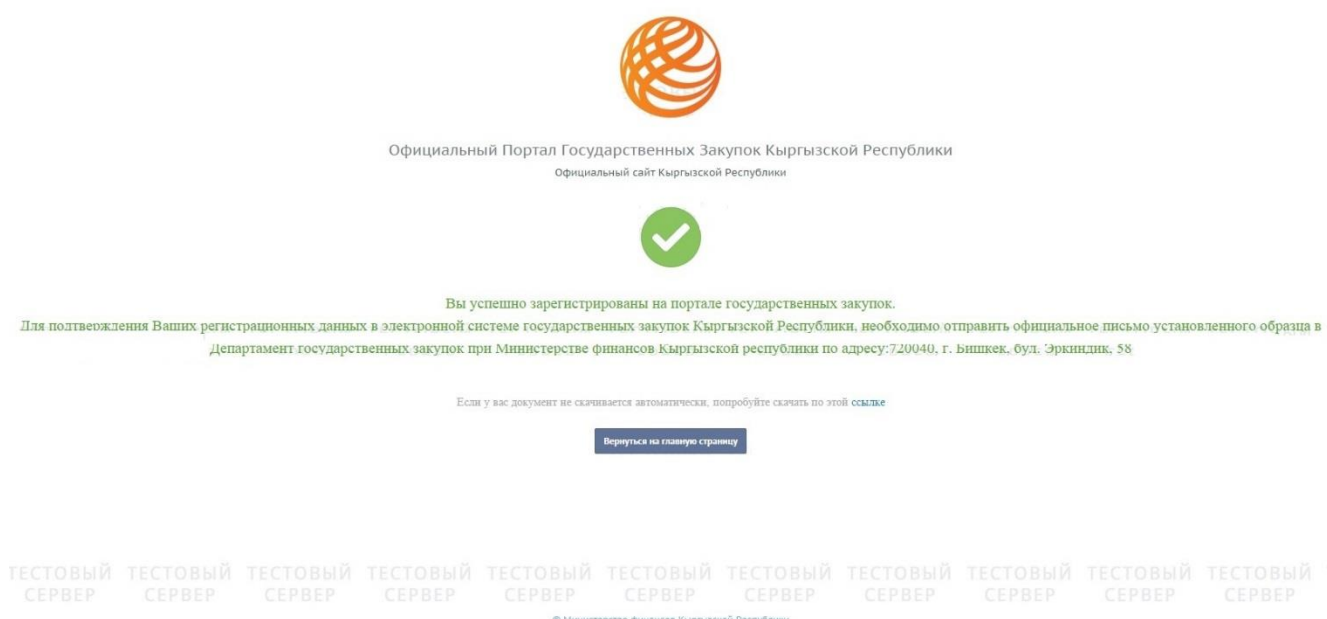 Официальный Портал Государственных Закупок Кыргызской Республики
Официальный сайт Кыргызской Республики
Вы успешно зарегистрированы на портале государственных закупок.
Для подтверждения Ваших регистрационных данных в электронной системе государственных закупок Кыргызской Республики, необходимо отправить официальное письмо установленного образца в
Департамент государственных закупок при Министерстве финансов Кыргызской республики по адресу:720040, г. Бишкек, бул. Эркиндик, 58
Если у вас документ не скачивается автоматически, попробуйте скачать по этой ссылке
Вернуться на главную страницу
ТЕСТОВЫЙ ТЕСТОВЫЙ ТЕСТОВЫЙ ТЕСТОВЫЙ ТЕСТОВЫЙ ТЕСТОВЫЙ ТЕСТОВЫЙ ТЕСТОВЫЙ ТЕСТОВЫЙ ТЕСТОВЫЙ ТЕСТОВЫЙ
СЕРВЕР СЕРВЕР СЕРВЕР СЕРВЕР СЕРВЕР СЕРВЕР СЕРВЕР СЕРВЕР СЕРВЕР СЕРВЕР СЕРВЕР
© Министерство финансов Кыргызской Республики